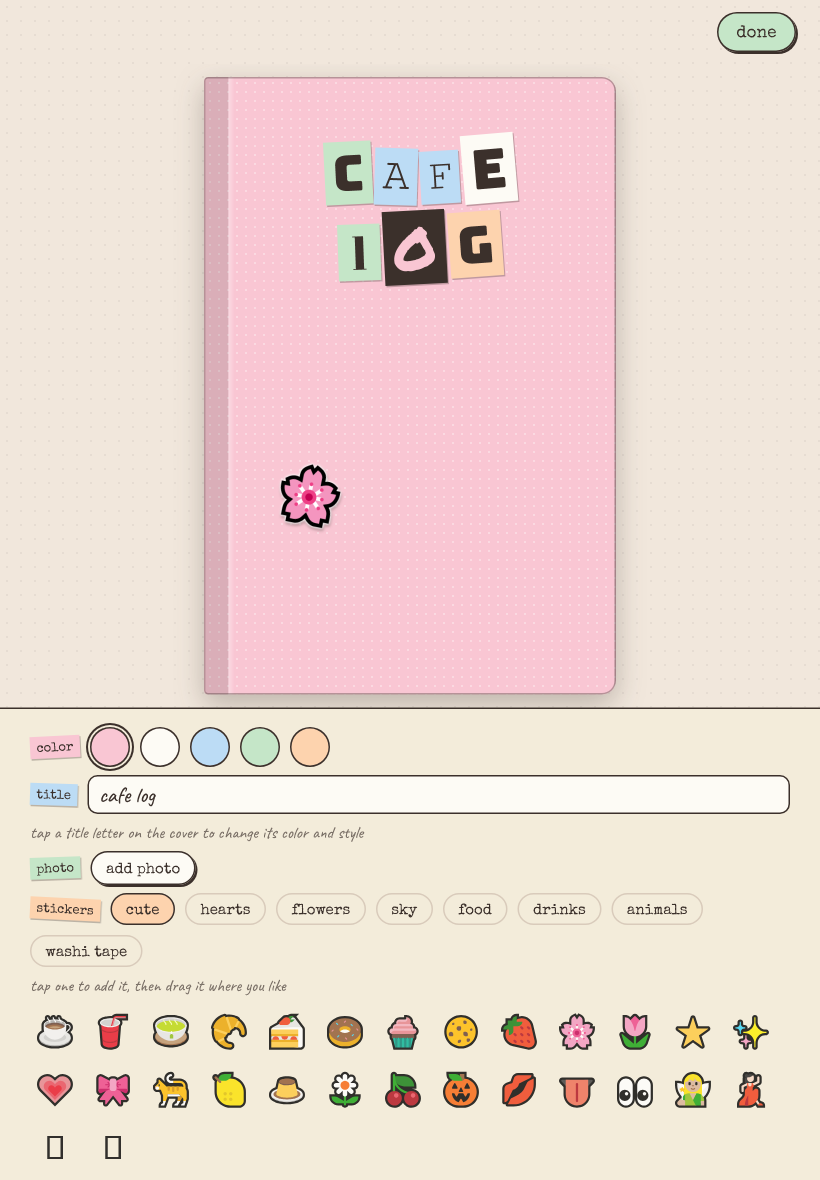 done
CAFE
lOG
color
title
cafe log
tap a title letter on the cover to change its color and style
photo
add photo
stickers
cute
hearts
flowers
sky
food
drinks
animals
washi tape
tap one to add it, then drag it where you like